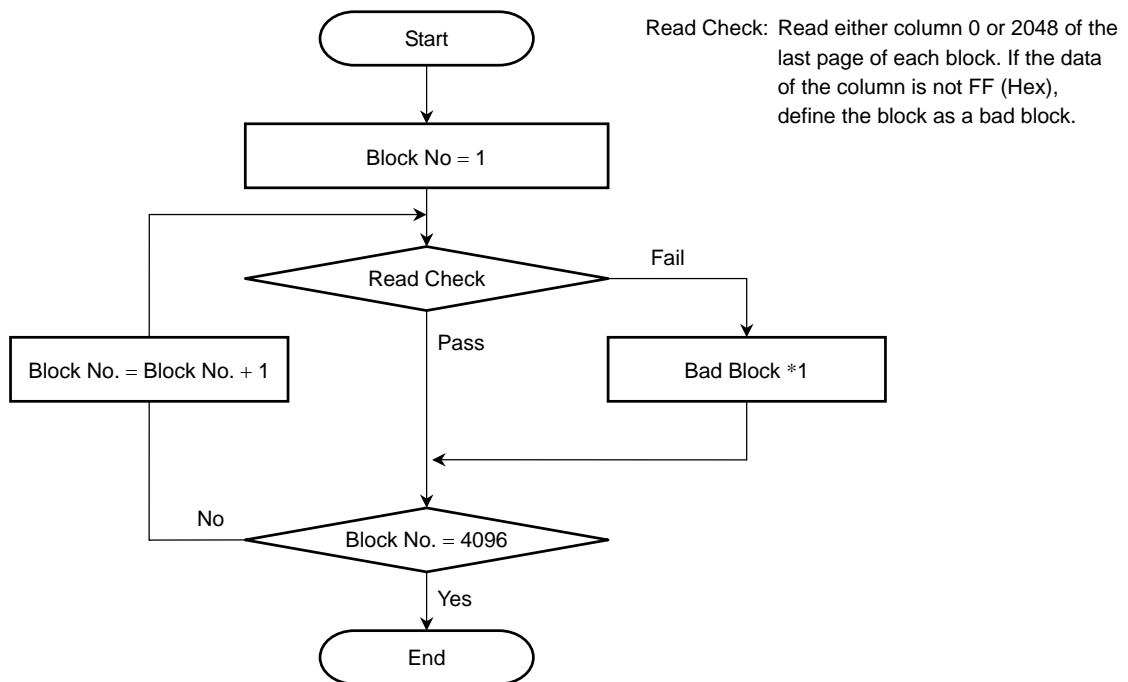 Start
Read Check: Read either column 0 or 2048 of the
last page of each block. If the data
of the column is not FF (Hex),
define the block as a bad block.
Block No = 1
Read Check
Fail
Pass
Block No. = Block No. + 1
Bad Block *1
No
Block No. = 4096
Yes
End